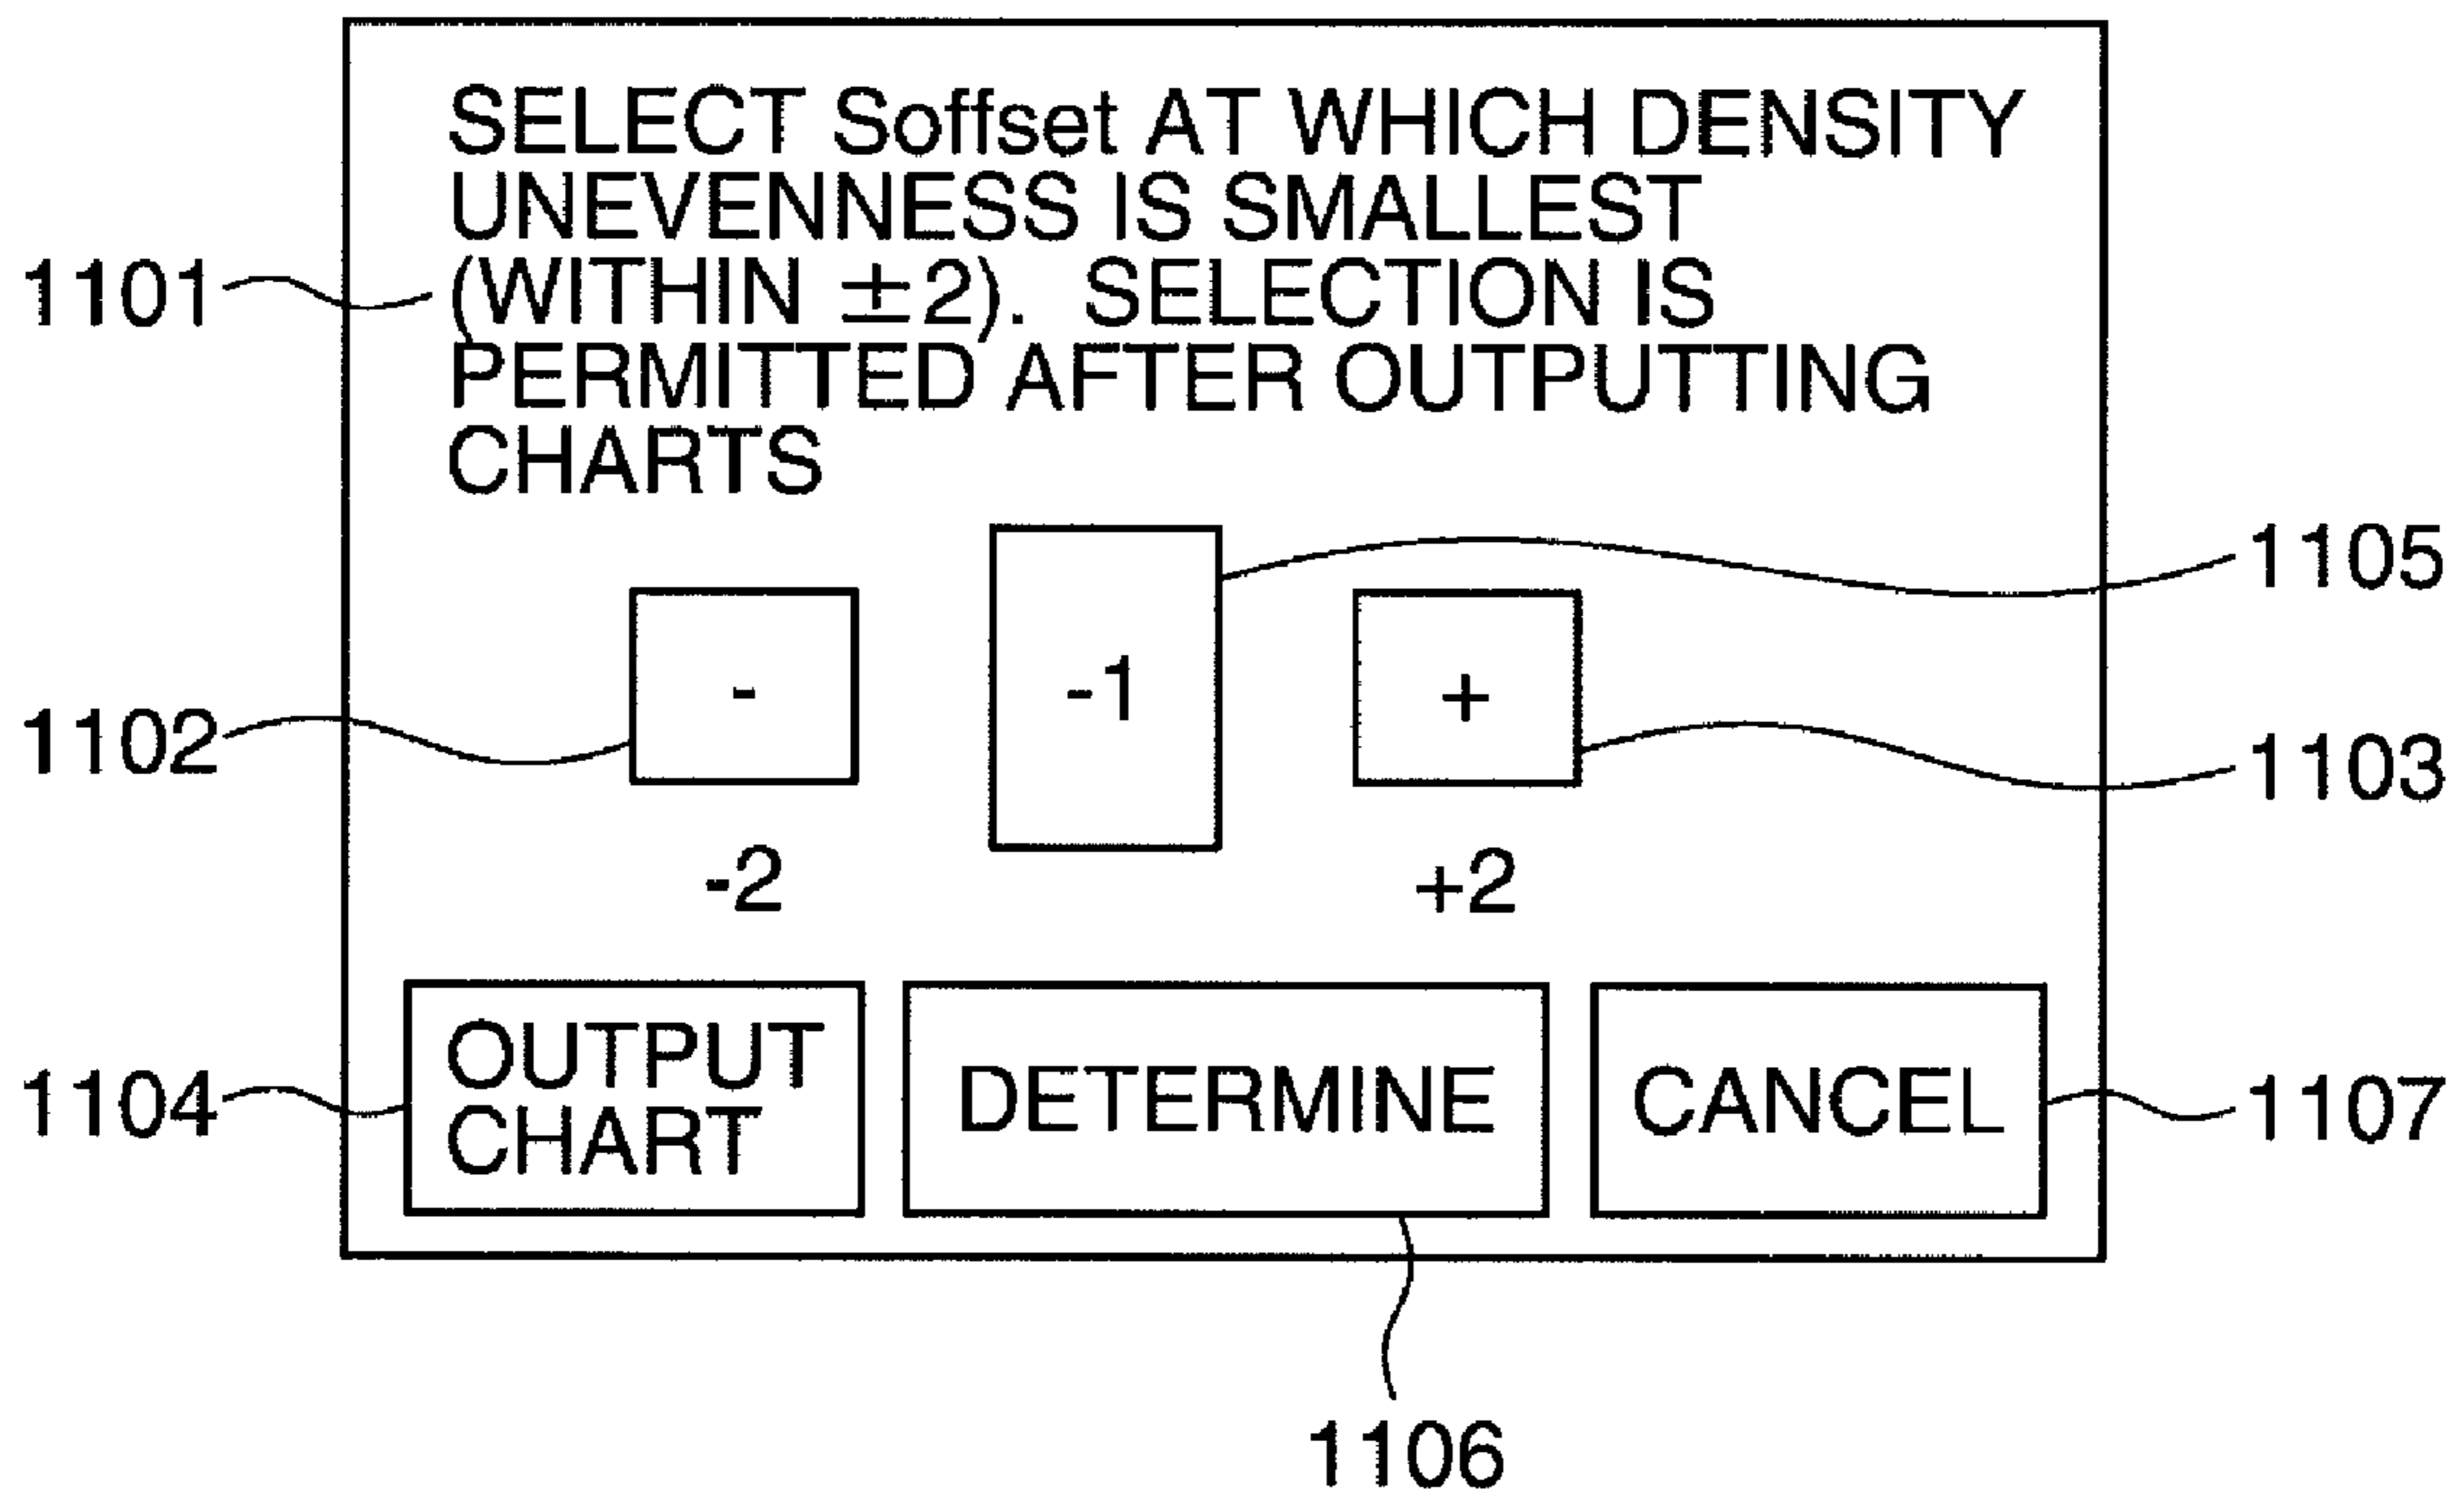 SELECT Soffset AT WHICH DENSITY
UNEVENNESS IS SMALLEST
(WITHIN ±2). SELECTION IS
PERMITTED AFTER OUTPUTTING
CHARTS
1101
1105
-
-1
+
1102
1103
-2
+2
OUTPUT
CHART
DETERMINE
CANCEL
1104
1107
1106